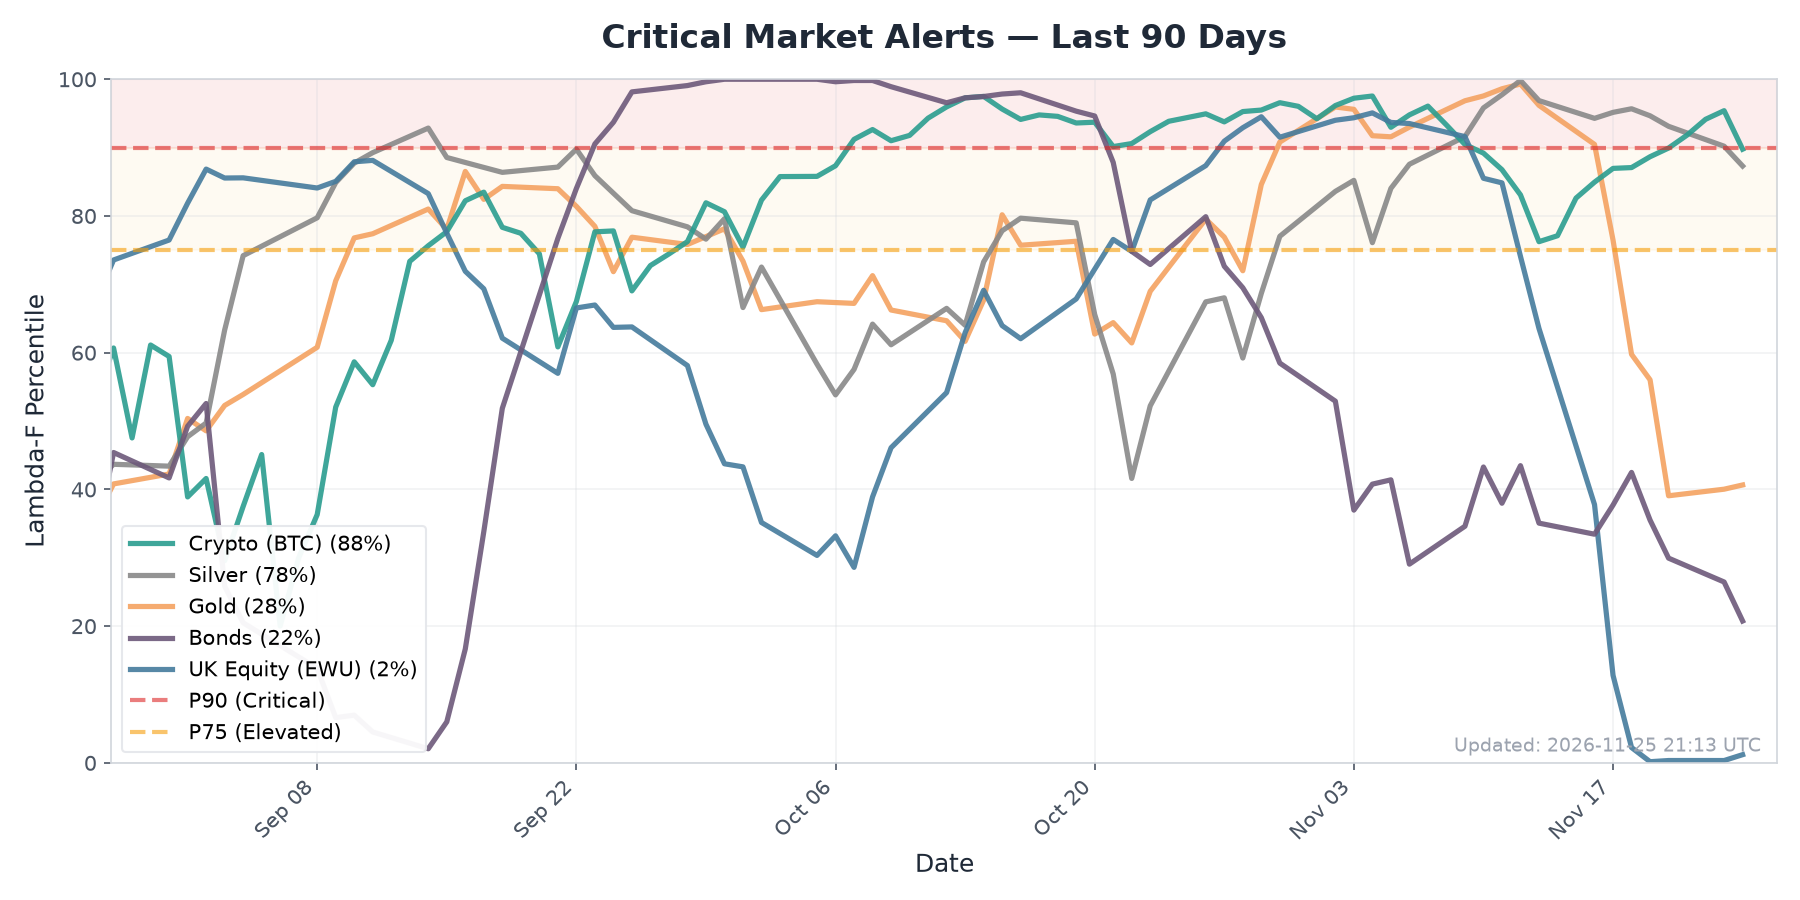 Critical Market Alerts — Last 90 Days
Lambda-F Percentile
100
80
60
40
20
0
Crypto (BTC) (88%)
Silver (78%)
Gold (28%)
Bonds (22%)
UK Equity (EWU) (2%)
P90 (Critical)
P75 (Elevated)
Updated: 2026-11-25 21:13 UTC
Sep 08
Sep 22
Oct 06
Oct 20
Nov 03
Nov 17
Date